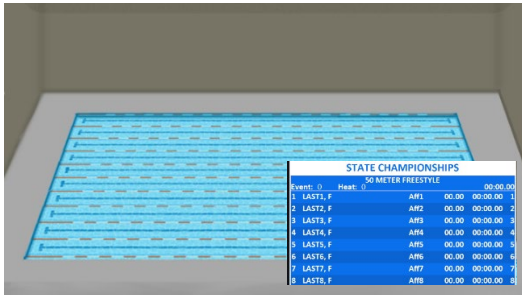 STATE CHAMPIONSHIPS
50 METER FREESTYLE
Event: 0 Heat: 0 00:00.00
1 LAST1, F Aff1 00.00 00:00.00 1
2 LAST2, F Aff2 00.00 00:00.00 2
3 LAST3, F Aff3 00.00 00:00.00 3
4 LAST4, F Aff4 00.00 00:00.00 4
5 LAST5, F Aff5 00.00 00:00.00 5
6 LAST6, F Aff6 00.00 00:00.00 6
7 LAST7, F Aff7 00.00 00:00.00 7
8 LAST8, F Aff8 00.00 00:00.00 8